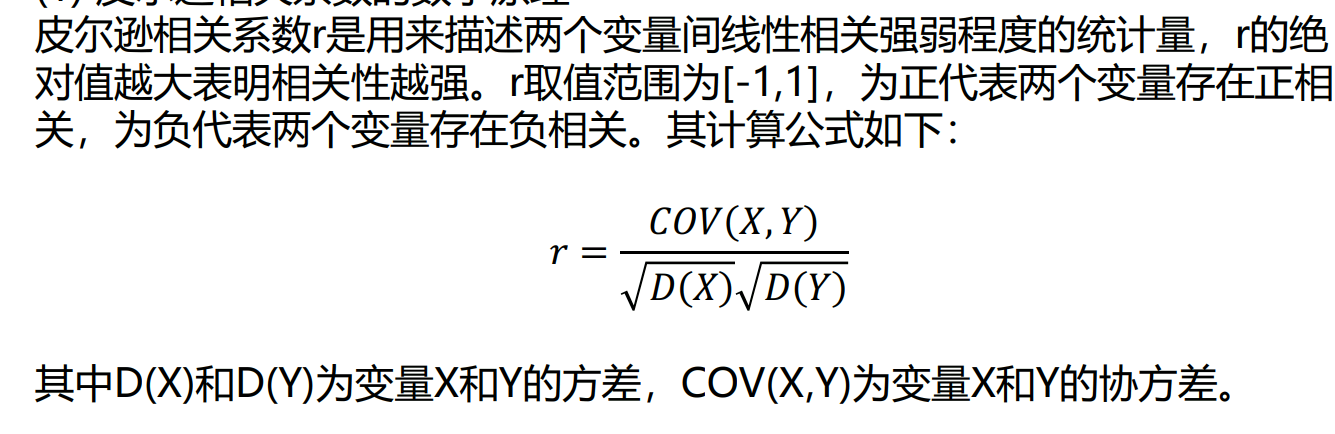 皮尔逊相关系数r是用来描述两个变量间线性相关强弱程度的统计量，r的绝
对值越大表明相关性越强。r取值范围为[-1,1]，为正代表两个变量存在正相
关，为负代表两个变量存在负相关。其计算公式如下：
r = COV(X,Y) / √D(X)√D(Y)
其中D(X)和D(Y)为变量X和Y的方差，COV(X,Y)为变量X和Y的协方差。